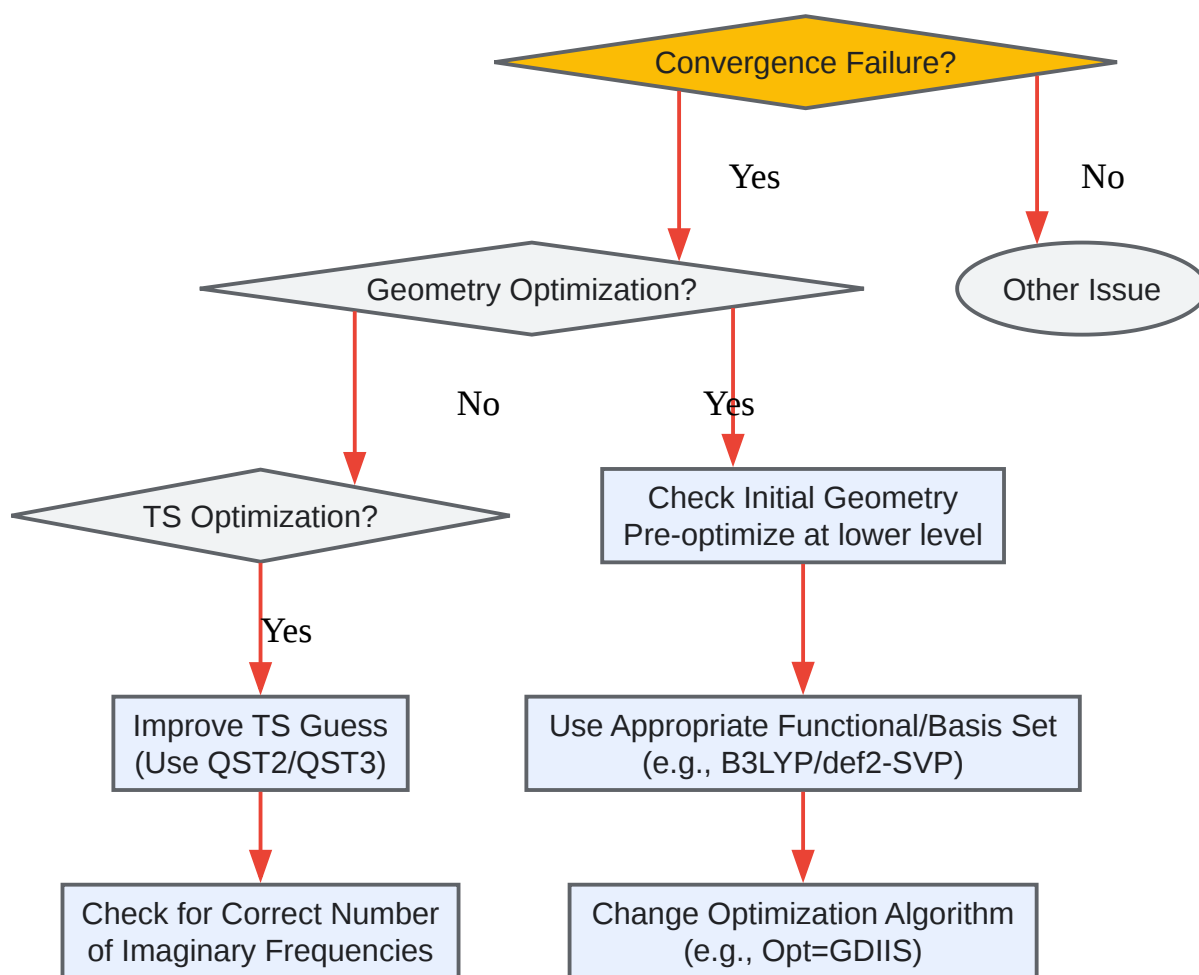 Convergence Failure?
Yes
No
Geometry Optimization?
Other Issue
No
Yes
TS Optimization?
Check Initial Geometry
Pre-optimize at lower level
Yes
Improve TS Guess
(Use QST2/QST3)
Use Appropriate Functional/Basis Set
(e.g., B3LYP/def2-SVP)
Check for Correct Number
of Imaginary Frequencies
Change Optimization Algorithm
(e.g., Opt=GDIIS)